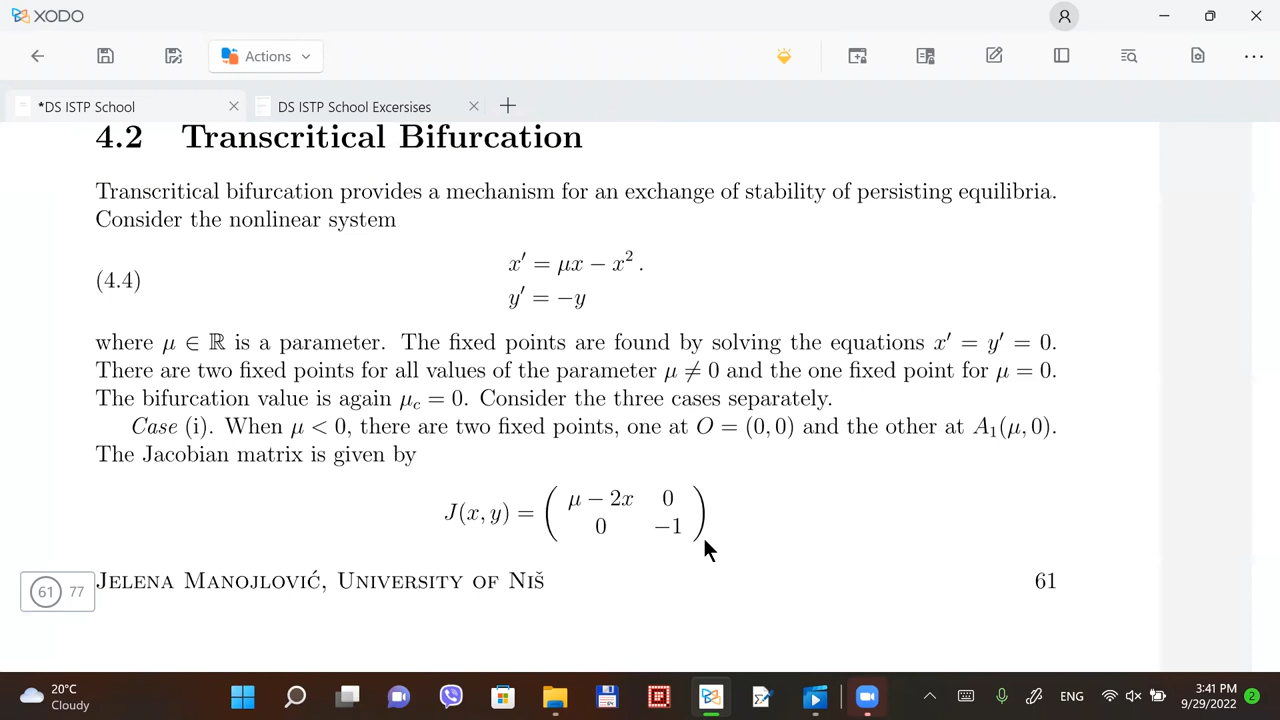 XODO
Actions
*DS ISTP School
DS ISTP School Excersises
4.2 Transcritical Bifurcation
Transcritical bifurcation provides a mechanism for an exchange of stability of persisting equilibria.
Consider the nonlinear system
x′ = μx − x² .
(4.4)
y′ = −y
where μ ∈ ℝ is a parameter. The fixed points are found by solving the equations x′ = y′ = 0.
There are two fixed points for all values of the parameter μ ≠ 0 and the one fixed point for μ = 0.
The bifurcation value is again μc = 0. Consider the three cases separately.
Case (i). When μ < 0, there are two fixed points, one at O = (0, 0) and the other at A₁(μ, 0).
The Jacobian matrix is given by
μ − 2x 0
J(x, y) =
0 −1
Jelena Manojlović, University of Niš 61
61 77
20°C
Cloudy
64
ENG
3:41 PM
9/29/2022
2